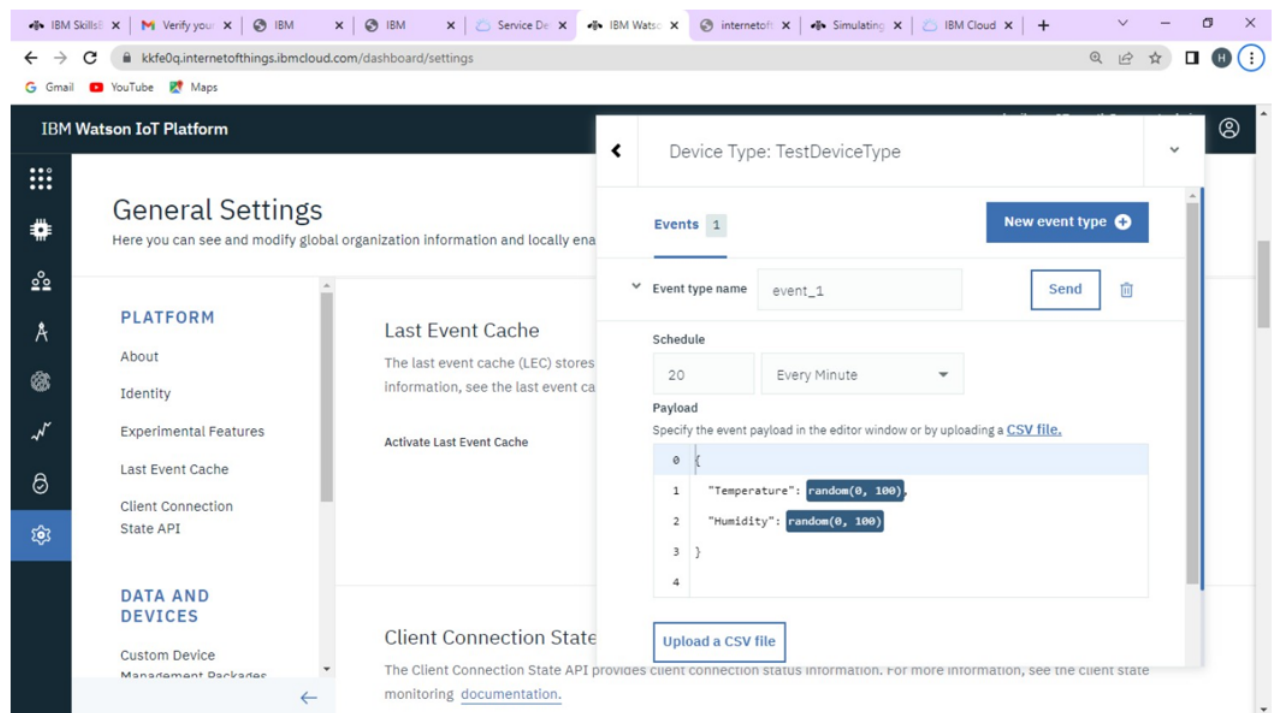 IBM Skills
Verify your
IBM
IBM
Service De
IBM Watso
internetoft
Simulating
IBM Cloud
kkfe0q.internetofthings.ibmcloud.com/dashboard/settings
H
Gmail
YouTube
Maps
IBM Watson IoT Platform
Device Type: TestDeviceType
General Settings
Here you can see and modify global organization information and locally ena
Events 1
New event type
Event type name event_1 Send
PLATFORM
About
Identity
Experimental Features
Last Event Cache
Client Connection
State API
DATA AND
DEVICES
Custom Device
Management Packages
Last Event Cache
The last event cache (LEC) stores
information, see the last event ca
Activate Last Event Cache
Schedule
20 Every Minute
Payload
Specify the event payload in the editor window or by uploading a CSV file.
0 {
1 "Temperature": random(0, 100),
2 "Humidity": random(0, 100)
3 }
4
Upload a CSV file
Client Connection State
The Client Connection State API provides client connection status information. For more information, see the client state
monitoring documentation.